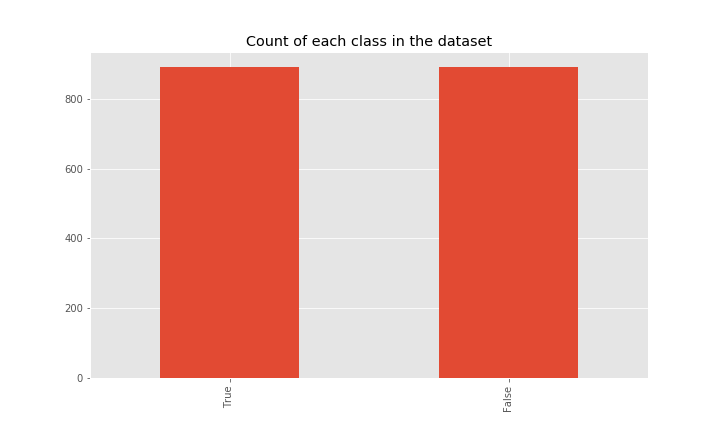 Count of each class in the dataset
800
600
400
200
0
True
False